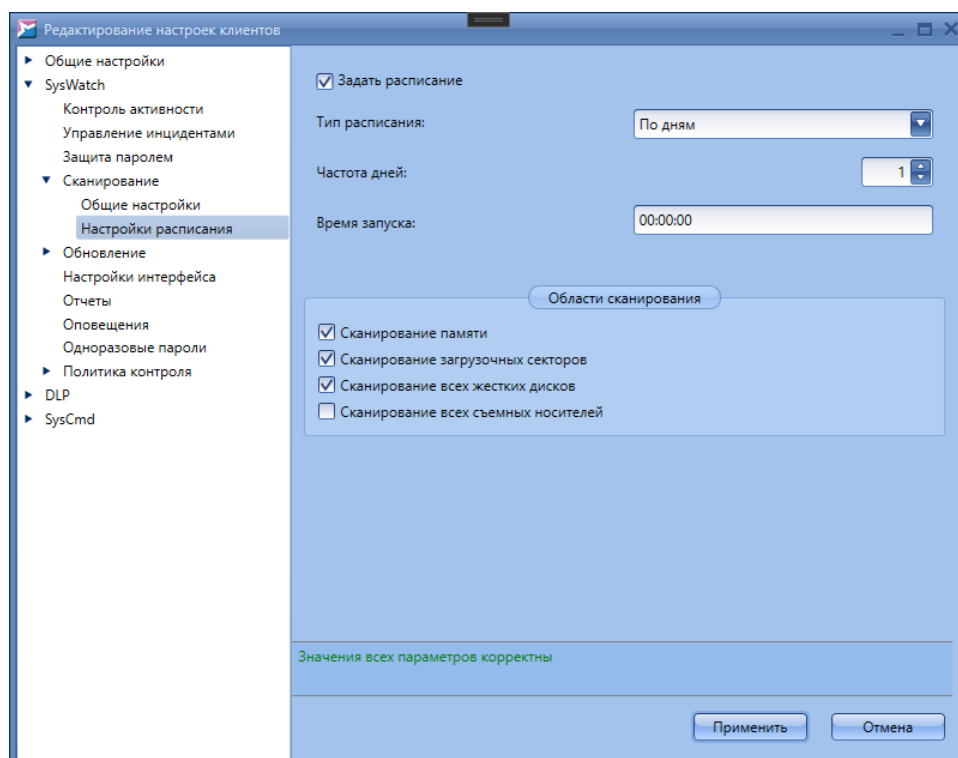 Редактирование настроек клиентов
Общие настройки
SysWatch
Контроль активности
Управление инцидентами
Защита паролем
Сканирование
Общие настройки
Настройки расписания
Обновление
Настройки интерфейса
Отчеты
Оповещения
Одноразовые пароли
Политика контроля
DLP
SysCmd
Задать расписание
Тип расписания: По дням
Частота дней: 1
Время запуска: 00:00:00
Области сканирования
Сканирование памяти
Сканирование загрузочных секторов
Сканирование всех жестких дисков
Сканирование всех съемных носителей
Значения всех параметров корректны
Применить Отмена